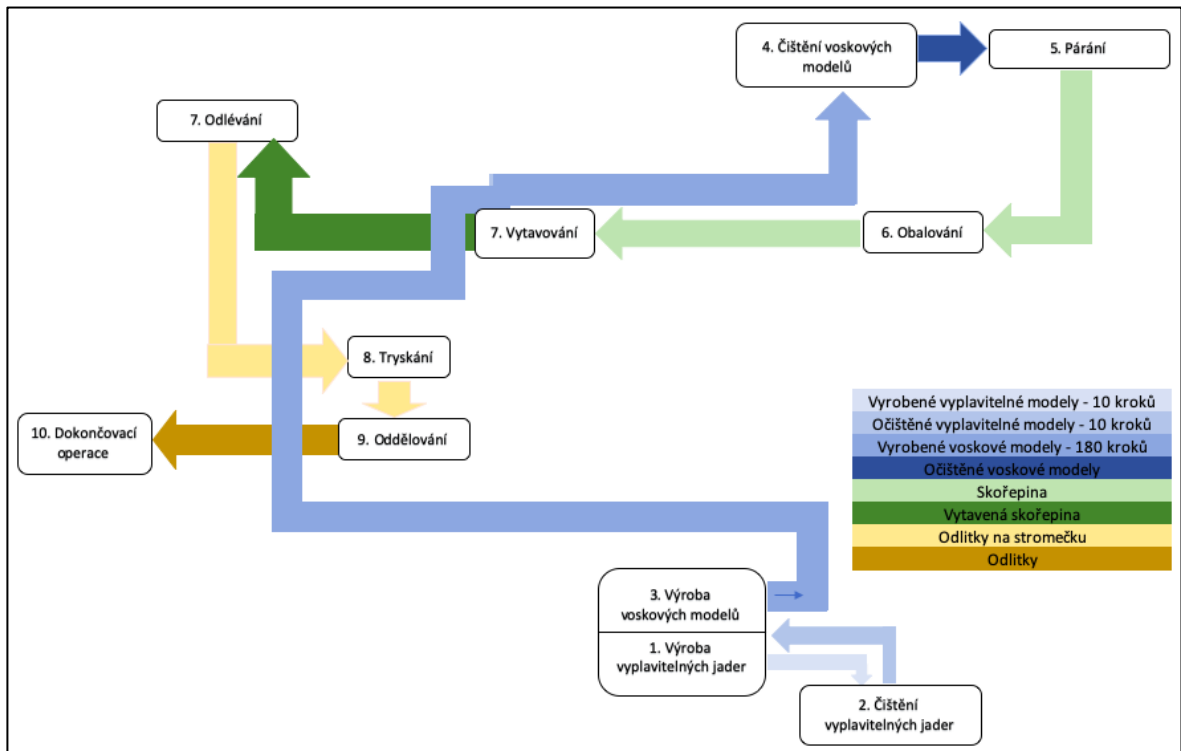 4. Čištění voskových
modelů
5. Párání
7. Odlévání
7. Vytavování
6. Obalování
8. Tryskání
10. Dokončovací
operace
9. Oddělování
Vyrobené vyplavitelné modely - 10 kroků
Očištěné vyplavitelné modely - 10 kroků
Vyrobené voskové modely - 180 kroků
Očištěné voskové modely
Skořepina
Vytavená skořepina
Odlitky na stromečku
Odlitky
3. Výroba
voskových modelů
1. Výroba
vyplavitelných jader
2. Čištění
vyplavitelných jader